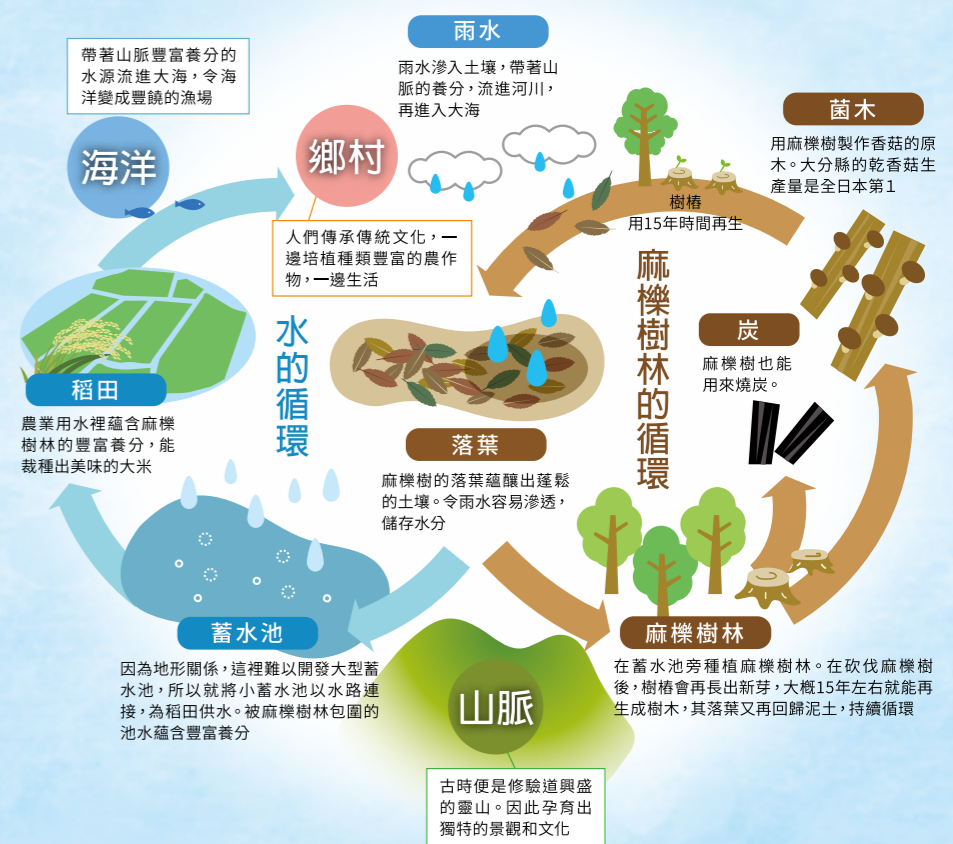 雨水
雨水滲入土壤，帶著山
脈的養分，流進河川，
再進入大海
帶著山脈豐富養分的
水源流進大海，令海
洋變成豐饒的漁場
海洋
鄉村
人們傳承傳統文化，一
邊培植種類豐富的農作
物，一邊生活
菌木
用麻櫟樹製作香菇的原
木。大分縣的乾香菇生
產量是全日本第1
樹樁
用15年時間再生
水的循環
麻櫟樹林的循環
炭
麻櫟樹也能
用來燒炭。
稻田
農業用水裡蘊含麻櫟
樹林的豐富養分，能
栽種出美味的大米
落葉
麻櫟樹的落葉蘊釀出蓬鬆
的土壤。令雨水容易滲透，
儲存水分
蓄水池
因為地形關係，這裡難以開發大型蓄
水池，所以就將小蓄水池以水路連
接，為稻田供水。被麻櫟樹林包圍的
池水蘊含豐富養分
麻櫟樹林
在蓄水池旁種植麻櫟樹林。在砍伐麻櫟樹
後，樹樁會再長出新芽，大概15年左右就能再
生成樹木，其落葉又再回歸泥土，持續循環
山脈
古時便是修驗道興盛
的靈山。因此孕育出
獨特的景觀和文化